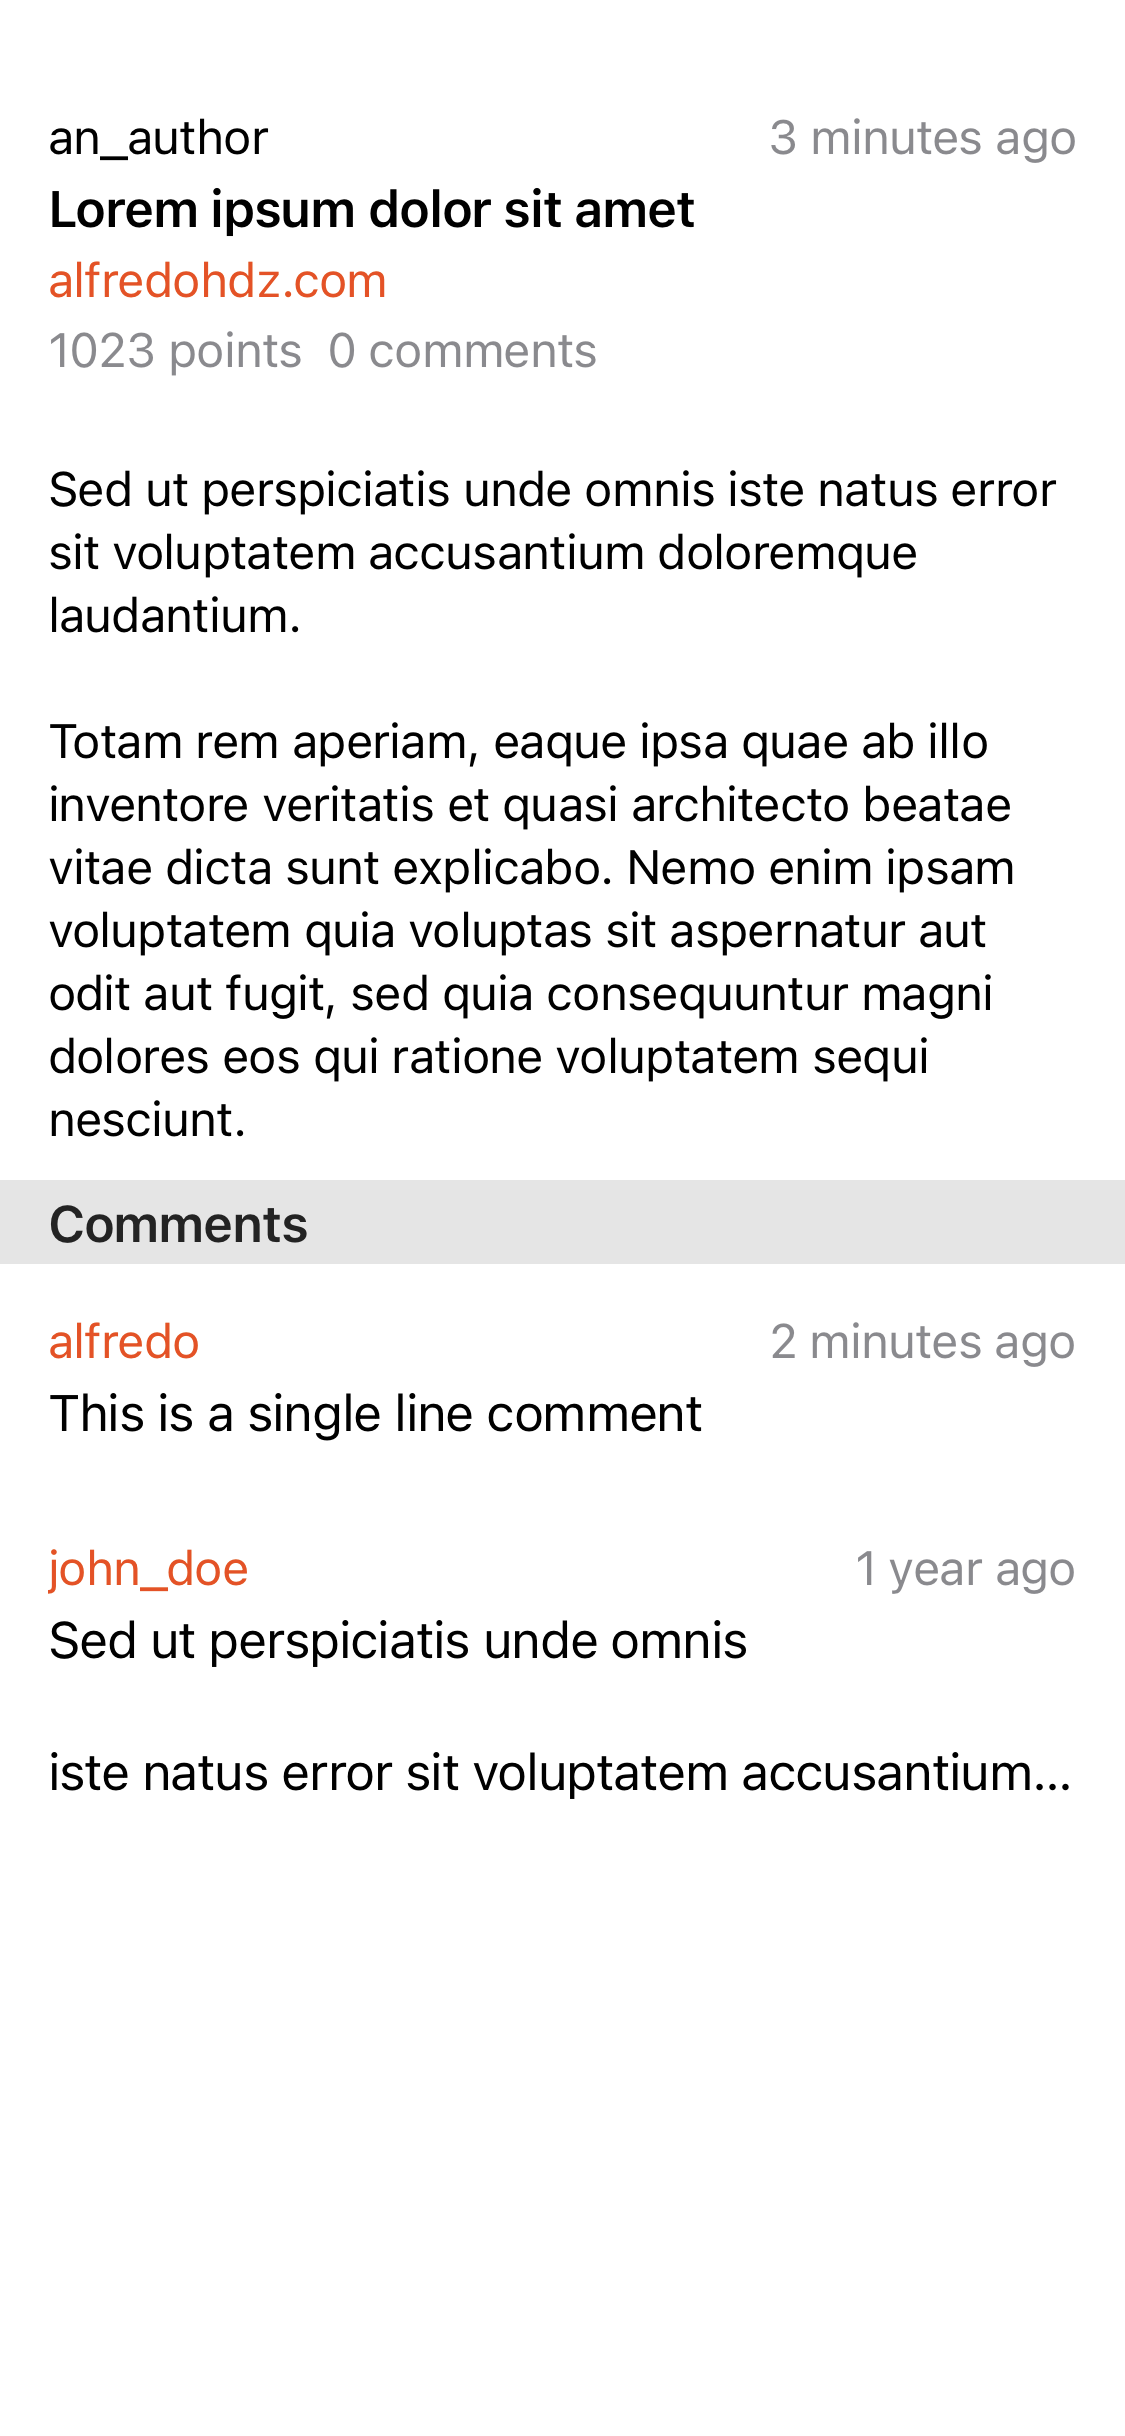 an_author 3 minutes ago
Lorem ipsum dolor sit amet
alfredohdz.com
1023 points 0 comments
Sed ut perspiciatis unde omnis iste natus error
sit voluptatem accusantium doloremque
laudantium.
Totam rem aperiam, eaque ipsa quae ab illo
inventore veritatis et quasi architecto beatae
vitae dicta sunt explicabo. Nemo enim ipsam
voluptatem quia voluptas sit aspernatur aut
odit aut fugit, sed quia consequuntur magni
dolores eos qui ratione voluptatem sequi
nesciunt.
Comments
alfredo 2 minutes ago
This is a single line comment
john_doe 1 year ago
Sed ut perspiciatis unde omnis
iste natus error sit voluptatem accusantium...